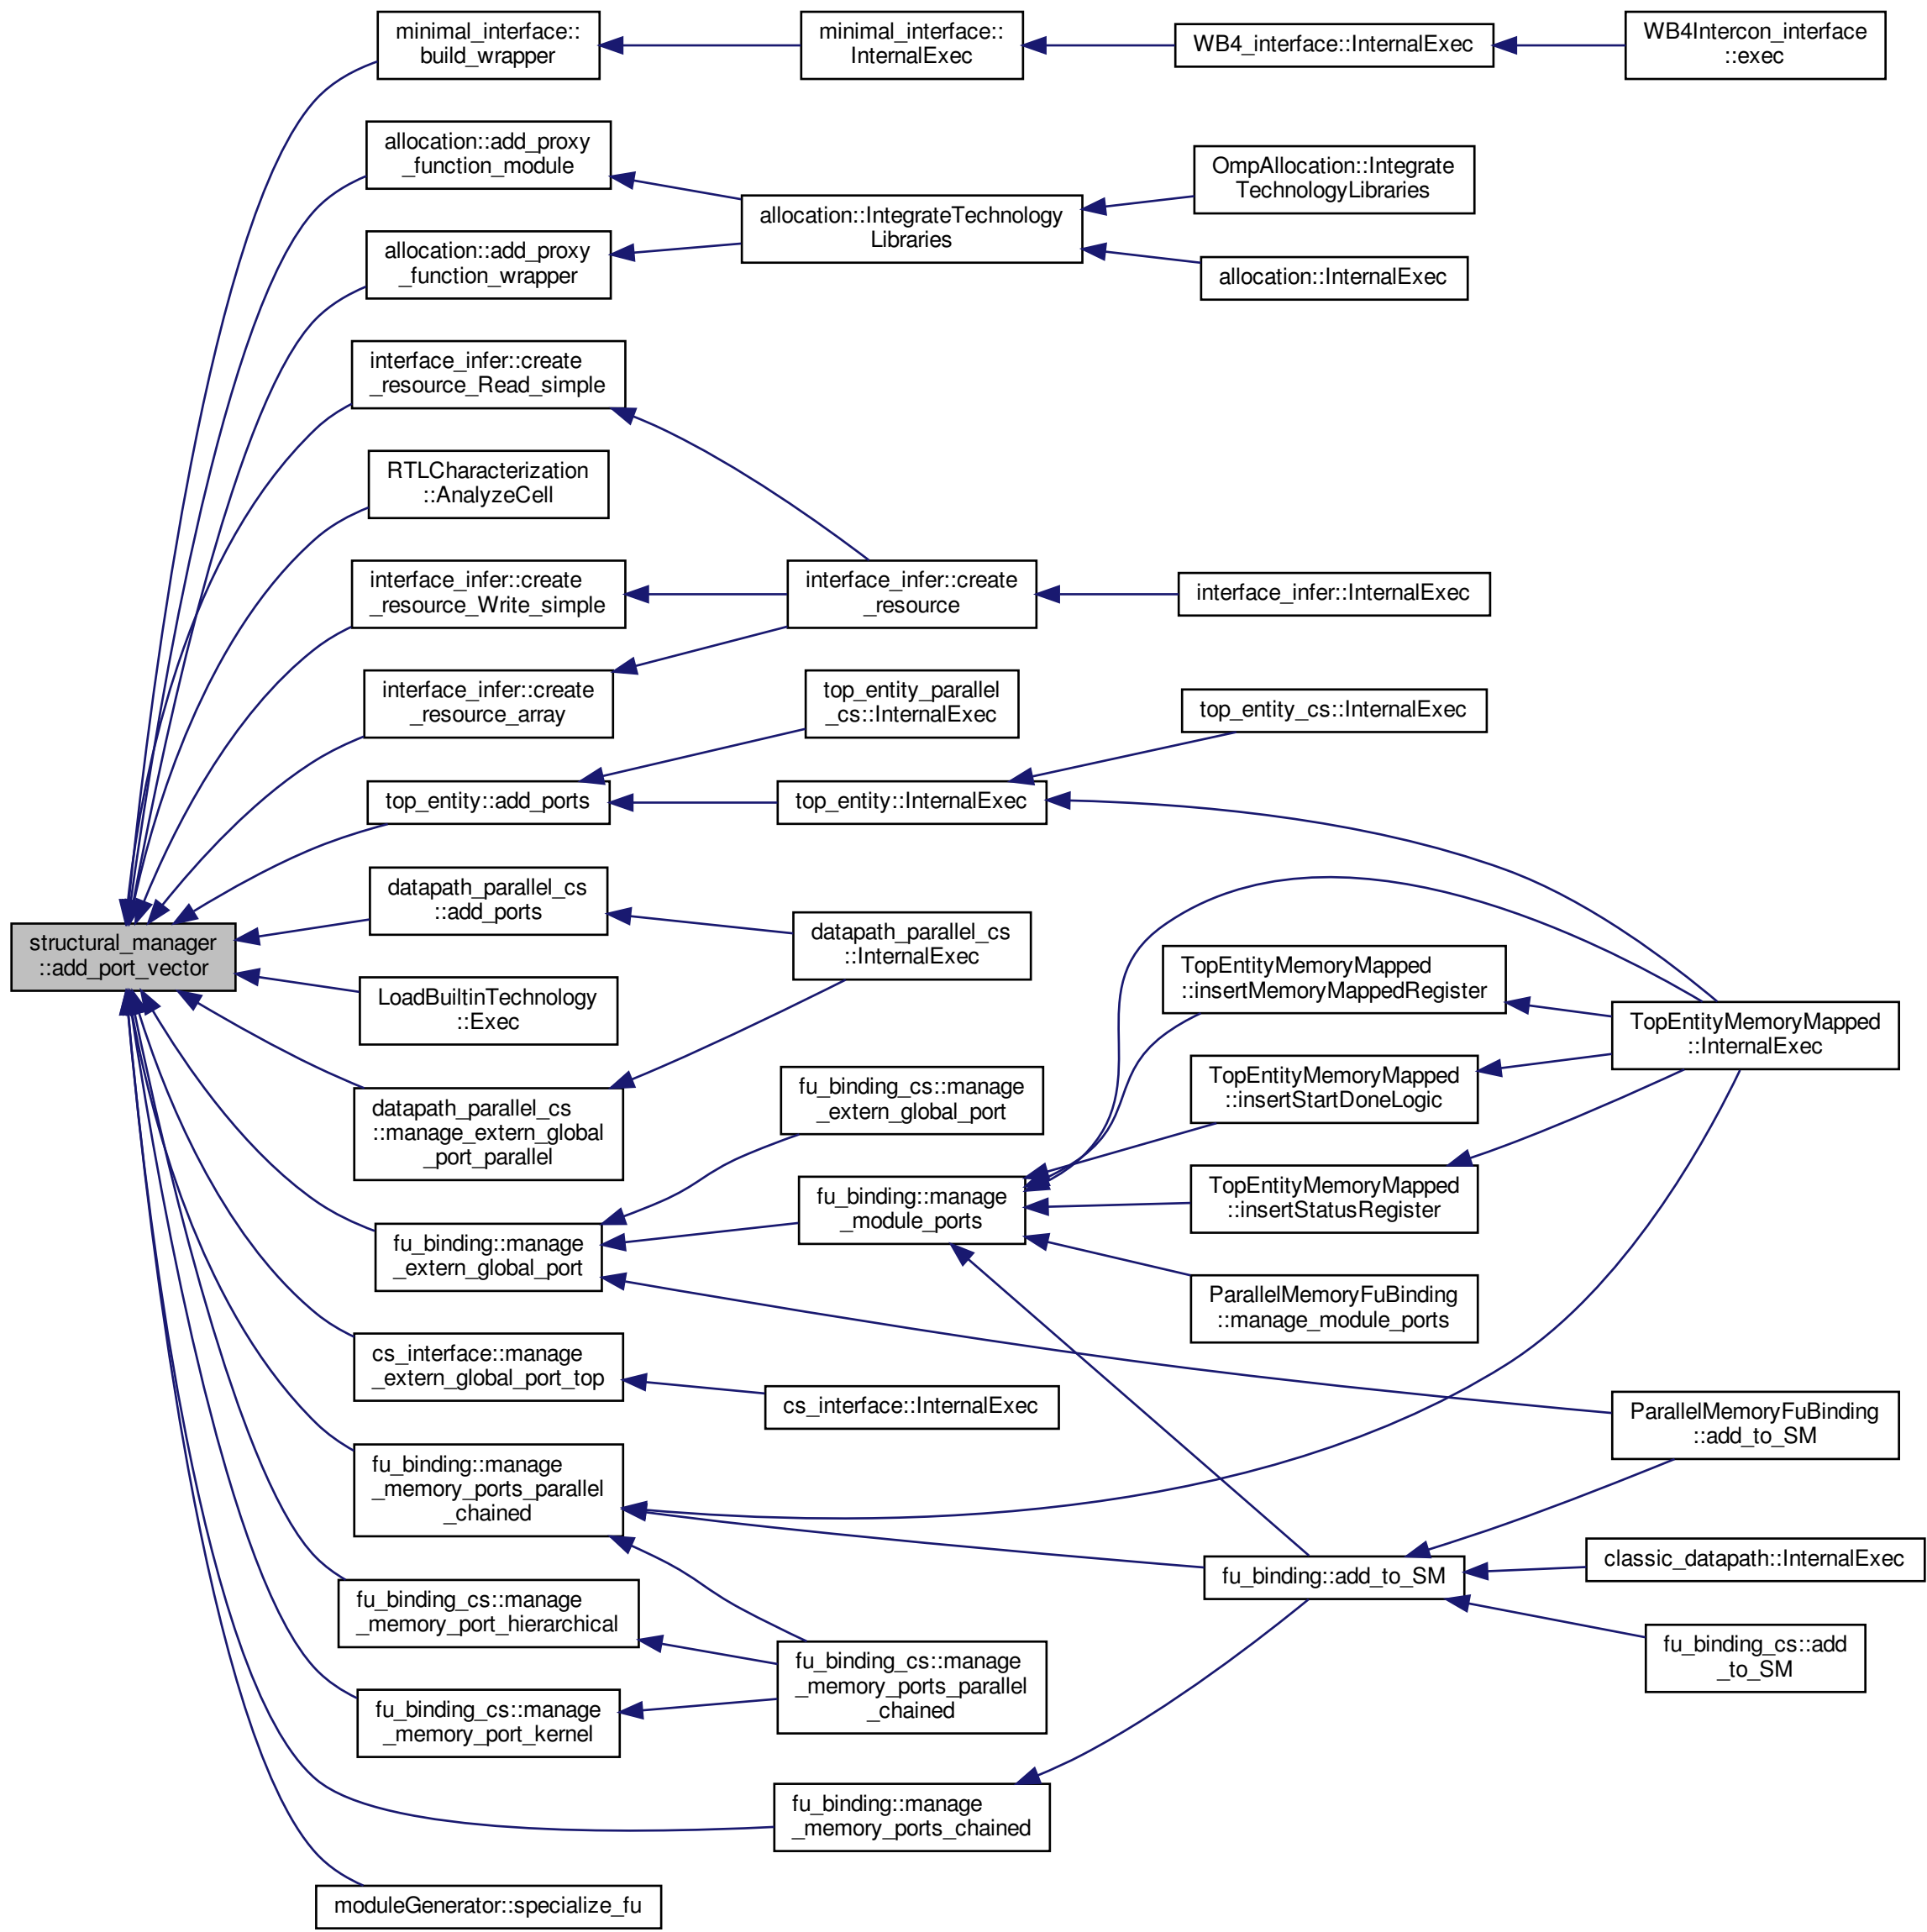 minimal_interface::
build_wrapper
minimal_interface::
InternalExec
WB4_interface::InternalExec
WB4Intercon_interface
::exec
allocation::add_proxy
_function_module
OmpAllocation::Integrate
TechnologyLibraries
allocation::IntegrateTechnology
Libraries
allocation::add_proxy
_function_wrapper
allocation::InternalExec
interface_infer::create
_resource_Read_simple
RTLCharacterization
::AnalyzeCell
interface_infer::create
_resource_Write_simple
interface_infer::create
_resource
interface_infer::InternalExec
interface_infer::create
_resource_array
top_entity_parallel
_cs::InternalExec
top_entity_cs::InternalExec
top_entity::add_ports
top_entity::InternalExec
datapath_parallel_cs
::add_ports
datapath_parallel_cs
::InternalExec
structural_manager
::add_port_vector
TopEntityMemoryMapped
::insertMemoryMappedRegister
LoadBuiltinTechnology
::Exec
TopEntityMemoryMapped
::InternalExec
fu_binding_cs::manage
_extern_global_port
TopEntityMemoryMapped
::insertStartDoneLogic
datapath_parallel_cs
::manage_extern_global
_port_parallel
fu_binding::manage
_module_ports
TopEntityMemoryMapped
::insertStatusRegister
fu_binding::manage
_extern_global_port
ParallelMemoryFuBinding
::manage_module_ports
cs_interface::manage
_extern_global_port_top
cs_interface::InternalExec
ParallelMemoryFuBinding
::add_to_SM
fu_binding::manage
_memory_ports_parallel
_chained
fu_binding::add_to_SM
classic_datapath::InternalExec
fu_binding_cs::manage
_memory_port_hierarchical
fu_binding_cs::add
_to_SM
fu_binding_cs::manage
_memory_ports_parallel
_chained
fu_binding_cs::manage
_memory_port_kernel
fu_binding::manage
_memory_ports_chained
moduleGenerator::specialize_fu